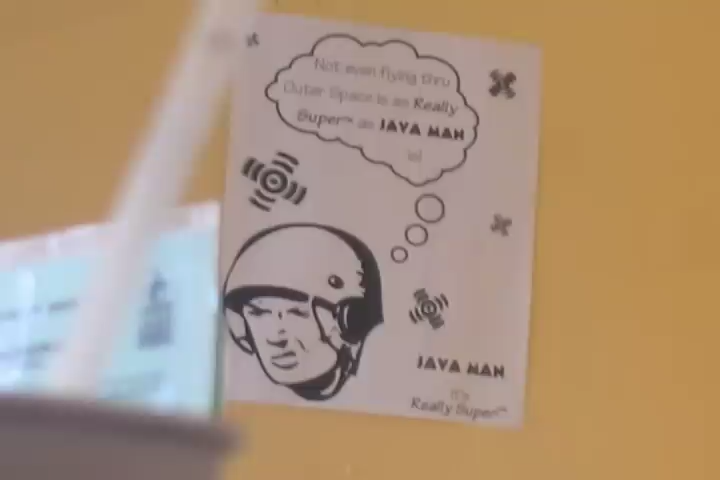 Not even flying thru
Outer Space is as Really
Super™ as JAVA MAN
is!
JAVA MAN
It's
Really Super™